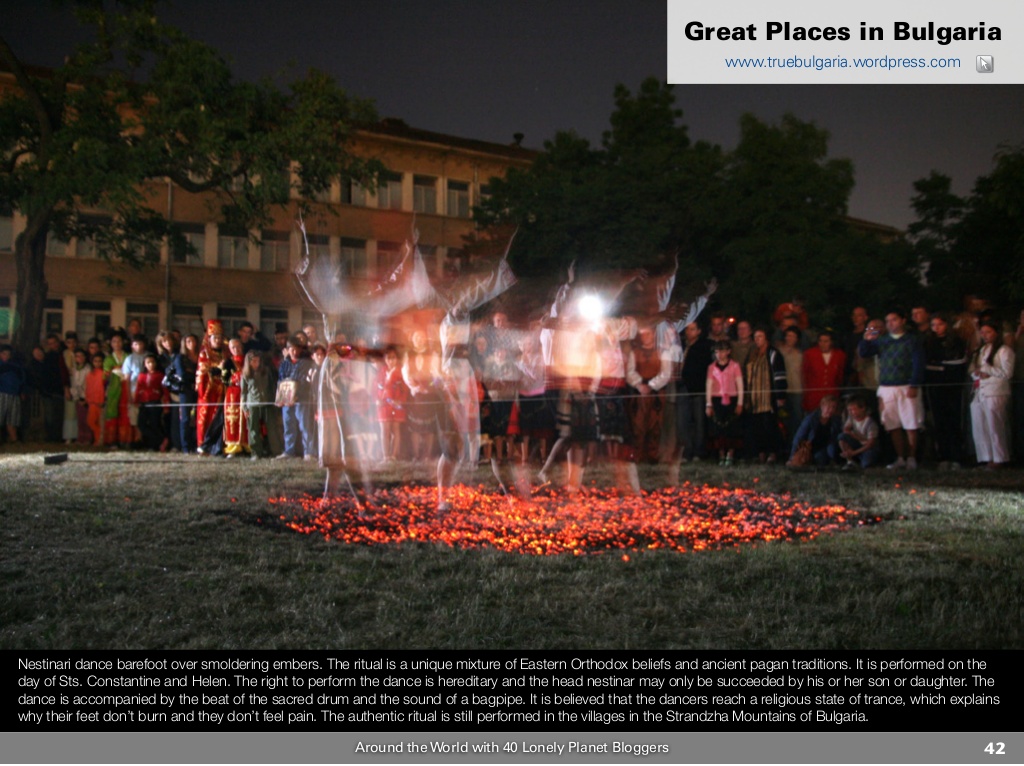 Great Places in Bulgaria
www.truebulgaria.wordpress.com
Nestinari dance barefoot over smoldering embers. The ritual is a unique mixture of Eastern Orthodox beliefs and ancient pagan traditions. It is performed on the
day of Sts. Constantine and Helen. The right to perform the dance is hereditary and the head nestinar may only be succeeded by his or her son or daughter. The
dance is accompanied by the beat of the sacred drum and the sound of a bagpipe. It is believed that the dancers reach a religious state of trance, which explains
why their feet don't burn and they don't feel pain. The authentic ritual is still performed in the villages in the Strandzha Mountains of Bulgaria.
Around the World with 40 Lonely Planet Bloggers
42